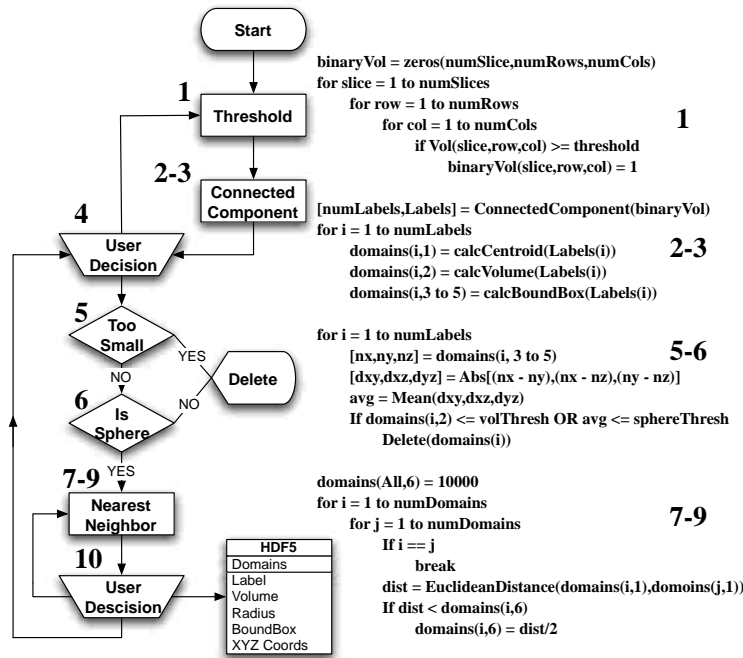 Start
1
Threshold
2-3
Connected
Component
4
User
Decision
5
Too
Small
YES
NO
Delete
6
Is
Sphere
NO
YES
7-9
Nearest
Neighbor
10
User
Descision
HDF5
Domains
Label
Volume
Radius
BoundBox
XYZ Coords
binaryVol = zeros(numSlice,numRows,numCols)
for slice = 1 to numSlices
for row = 1 to numRows
for col = 1 to numCols
if Vol(slice,row,col) >= threshold
binaryVol(slice,row,col) = 1
1
[numLabels,Labels] = ConnectedComponent(binaryVol)
for i = 1 to numLabels
domains(i,1) = calcCentroid(Labels(i))
domains(i,2) = calcVolume(Labels(i))
domains(i,3 to 5) = calcBoundBox(Labels(i))
2-3
for i = 1 to numLabels
[nx,ny,nz] = domains(i, 3 to 5)
[dxy,dxz,dyz] = Abs[(nx - ny),(nx - nz),(ny - nz)]
avg = Mean(dxy,dxz,dyz)
If domains(i,2) <= volThresh OR avg <= sphereThresh
Delete(domains(i))
5-6
domains(All,6) = 10000
for i = 1 to numDomains
for j = 1 to numDomains
If i == j
break
dist = EuclideanDistance(domains(i,1),domoins(j,1))
If dist < domains(i,6)
domains(i,6) = dist/2
7-9